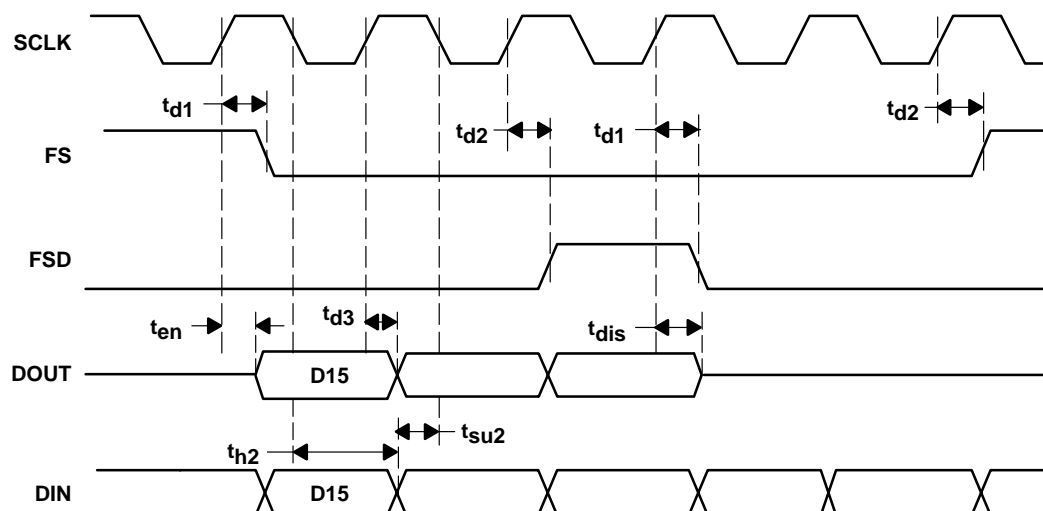 SCLK
td1
td2
td1
td2
FS
FSD
ten
td3
tdis
DOUT
D15
th2
tsu2
DIN
D15